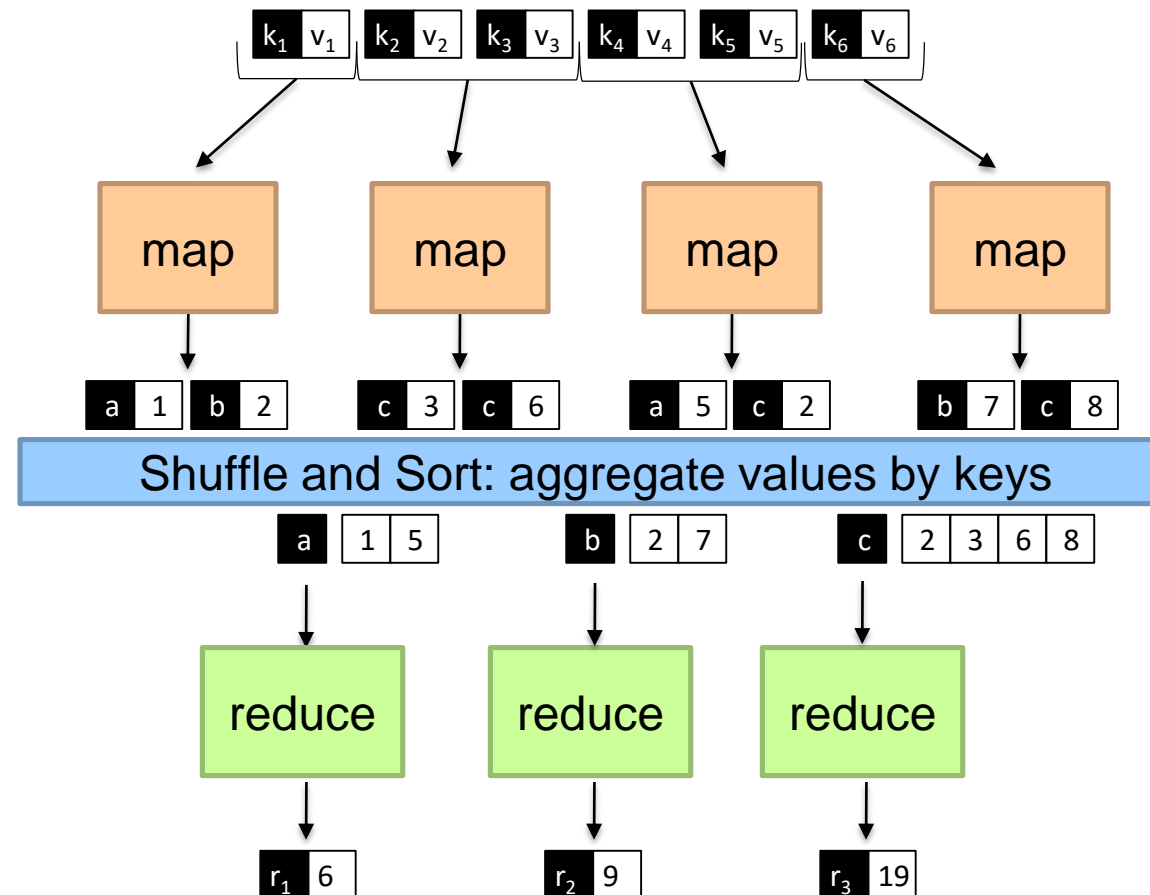 k₁ v₁ k₂ v₂ k₃ v₃ k₄ v₄ k₅ v₅ k₆ v₆
map map map map
a 1 b 2 c 3 c 6 a 5 c 2 b 7 c 8
Shuffle and Sort: aggregate values by keys
a 1 5 b 2 7 c 2 3 6 8
reduce reduce reduce
r₁ 6 r₂ 9 r₃ 19